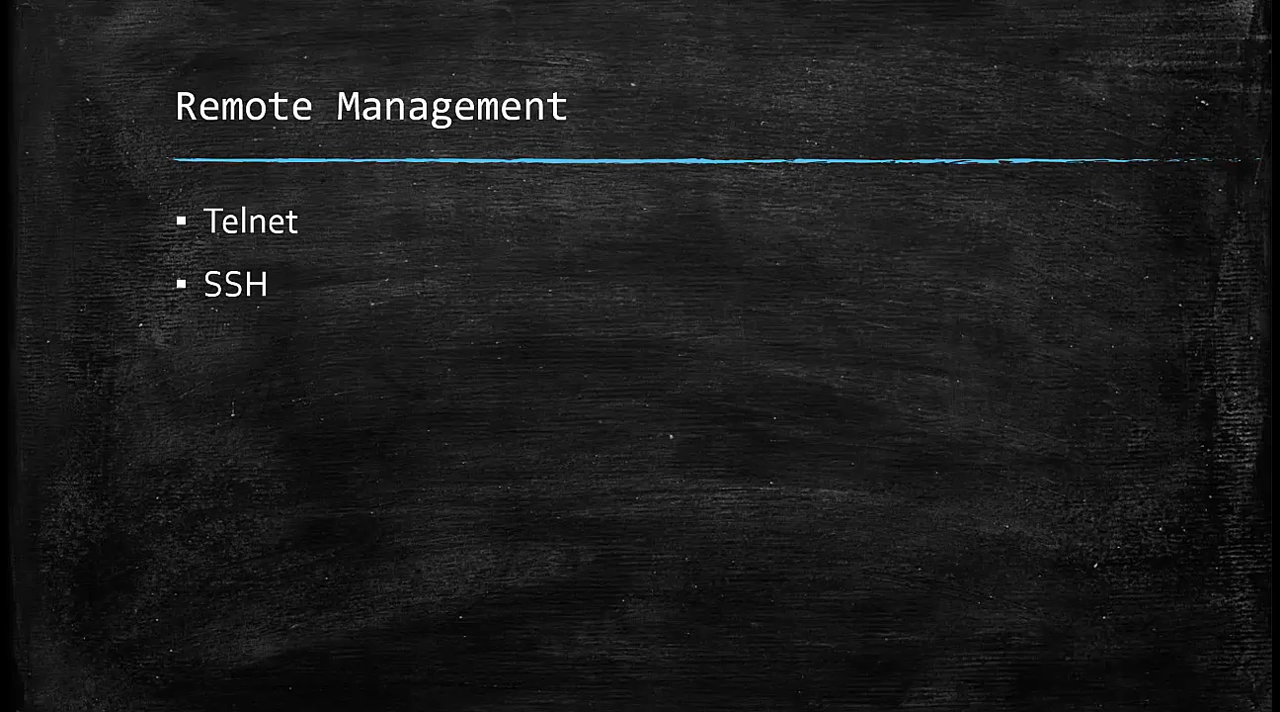 Remote Management
▪ Telnet
▪ SSH